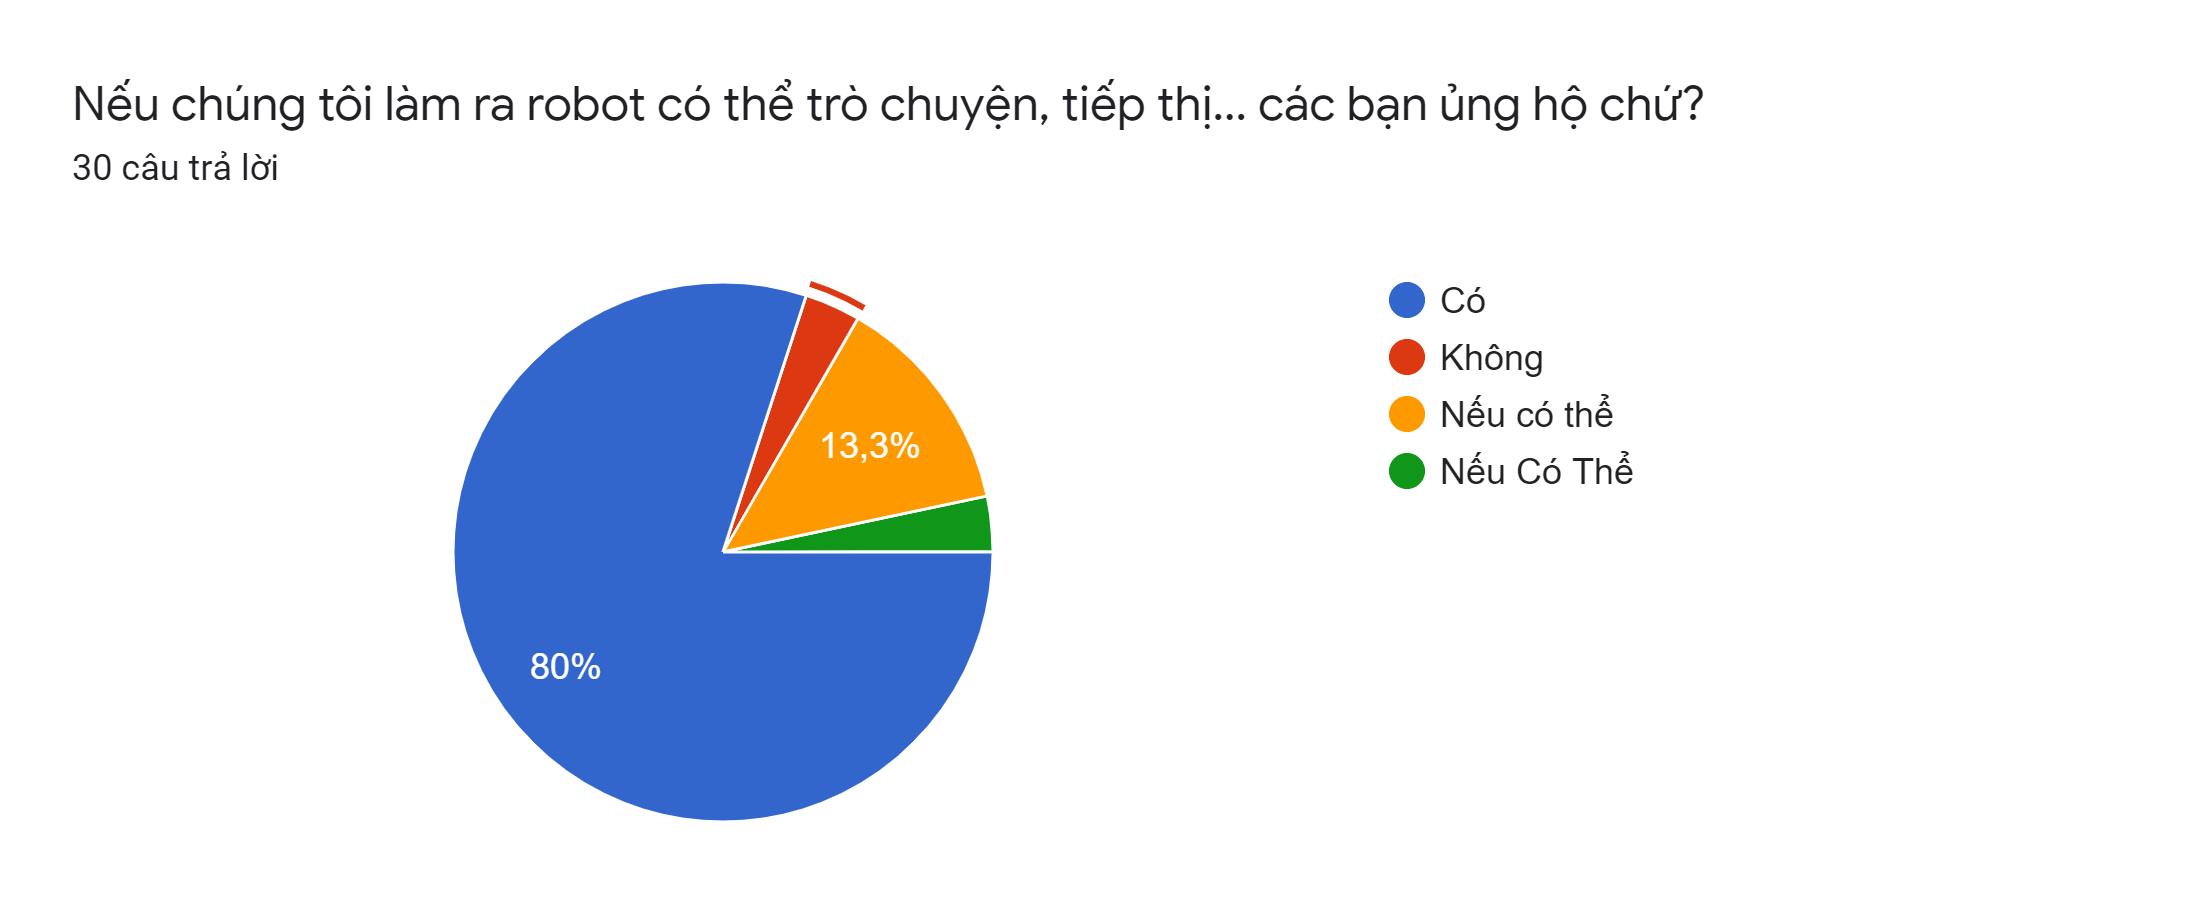 Nếu chúng tôi làm ra robot có thể trò chuyện, tiếp thị... các bạn ủng hộ chứ?
30 câu trả lời
Có
Không
Nếu có thể
Nếu Có Thể
13,3%
80%